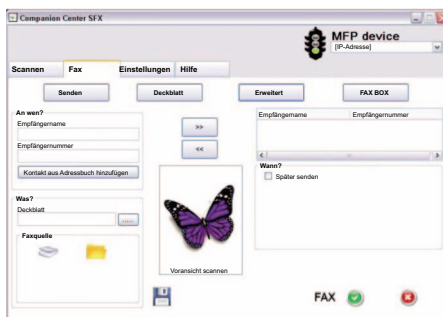 Companion Center SFX
MFP device
[IP-Adresse]
Scannen Fax Einstellungen Hilfe
Senden Deckblatt Erweitert FAX BOX
An wen?
Empfängername
Empfängernummer
Kontakt aus Adressbuch hinzufügen
>>
<<
Empfängername Empfängernummer
Wann?
Später senden
Was?
Deckblatt
.....
Faxquelle
Voransicht scannen
FAX